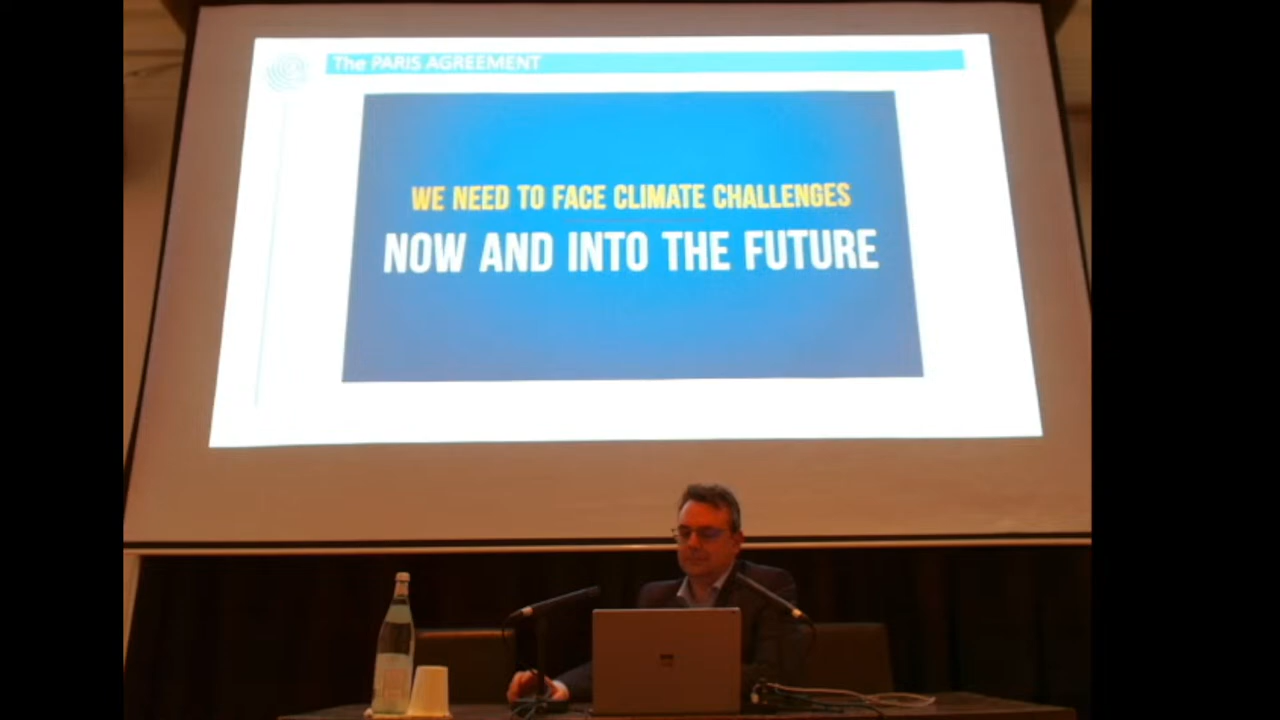 The PARIS AGREEMENT
WE NEED TO FACE CLIMATE CHALLENGES
NOW AND INTO THE FUTURE